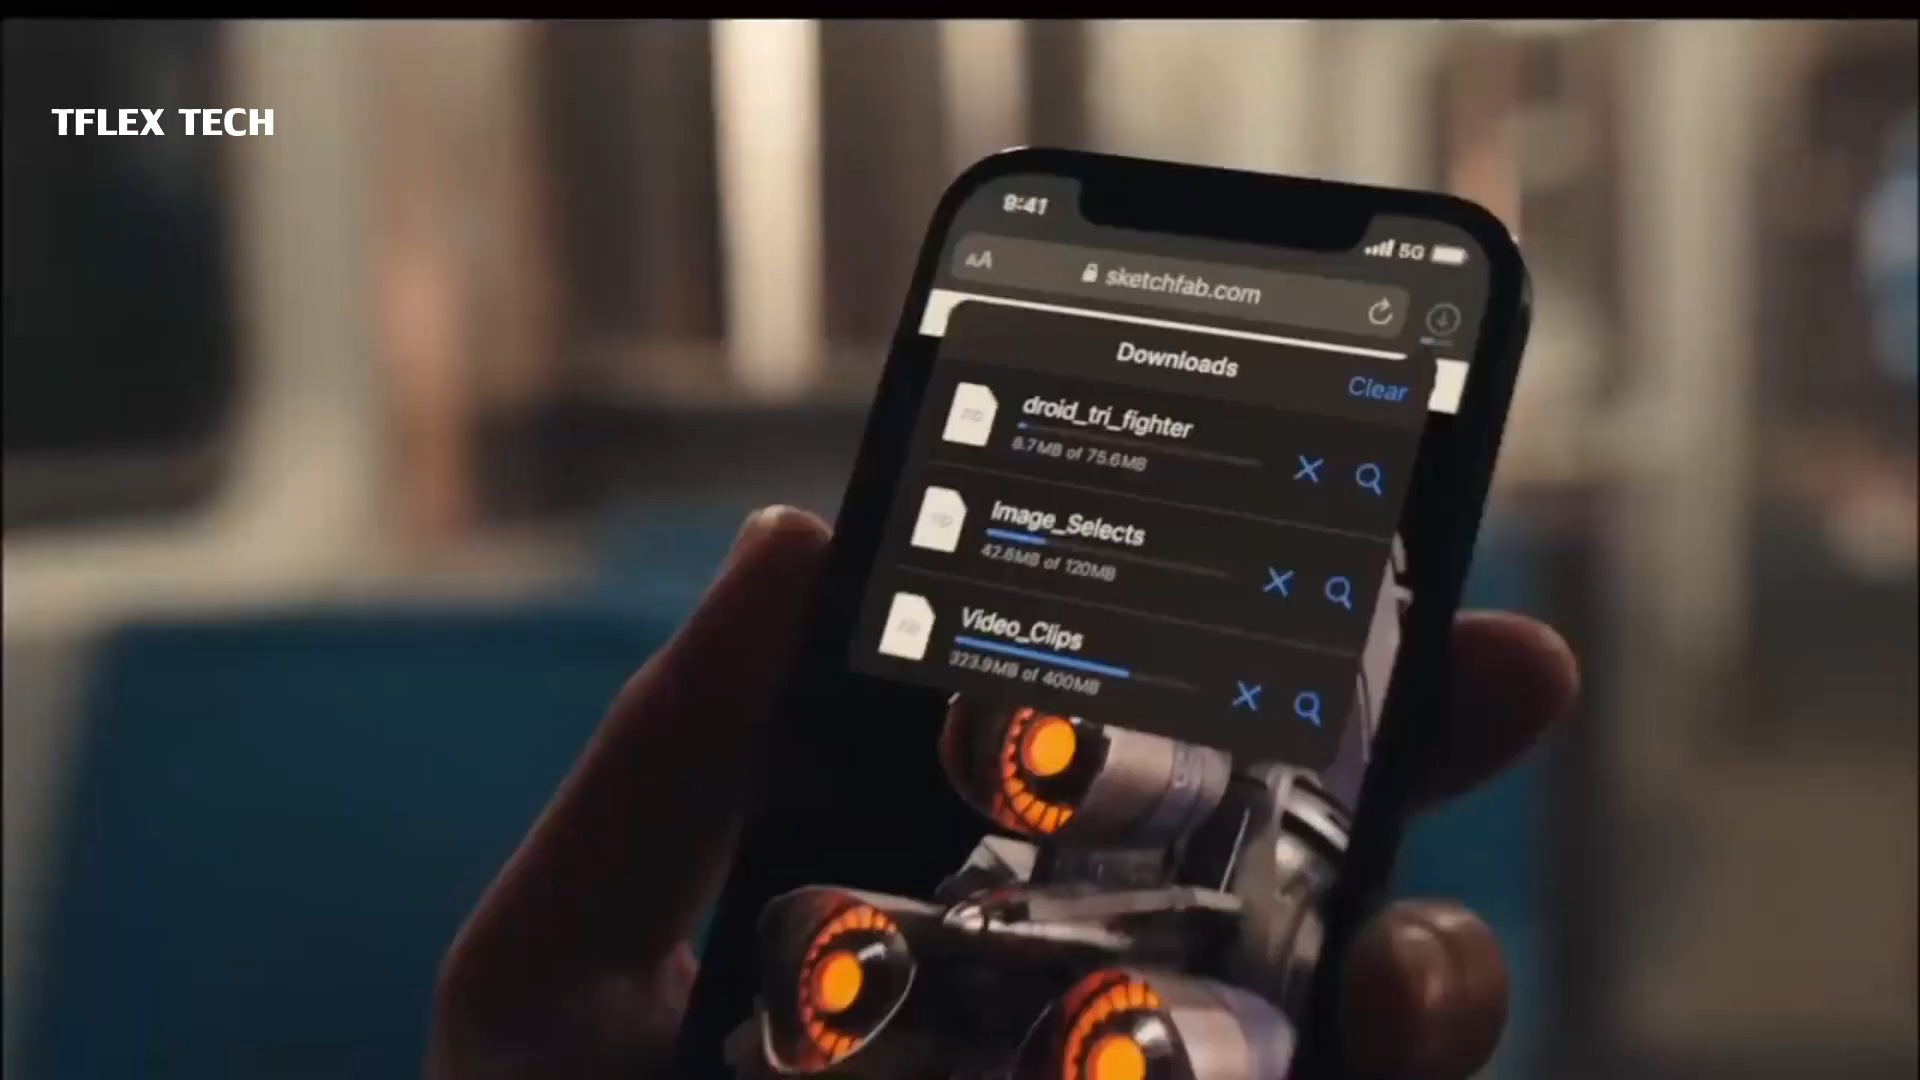 TFLEX TECH
9:41
5G
AA
sketchfab.com
Downloads
Clear
droid_tri_fighter
8.7MB of 75.6MB
Image_Selects
42.6MB of 120MB
Video_Clips
323.9MB of 400MB